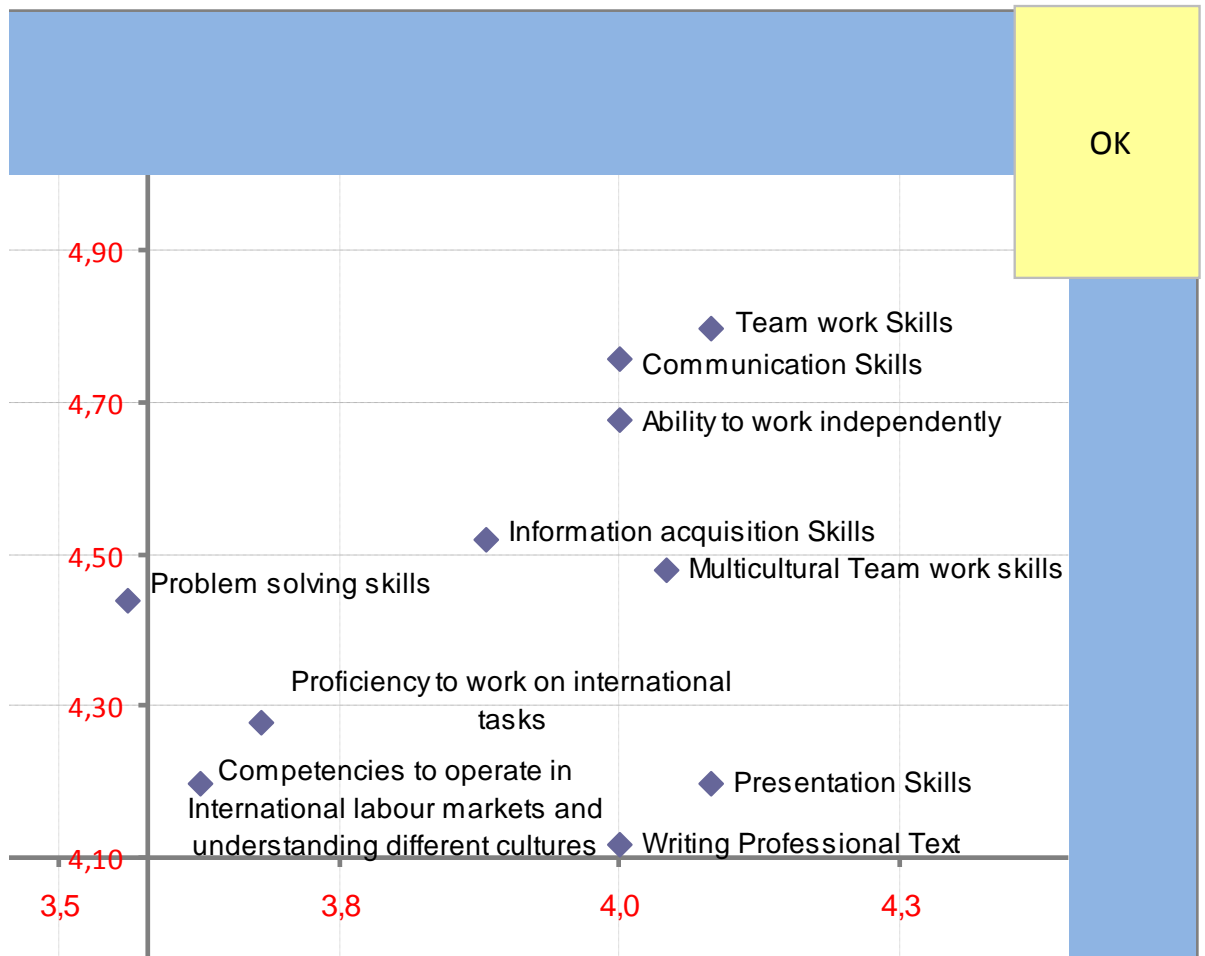 OK
4,90
Team work Skills
Communication Skills
4,70
Ability to work independently
Information acquisition Skills
4,50
Multicultural Team work skills
Problem solving skills
Proficiency to work on international
tasks
4,30
Competencies to operate in
International labour markets and
understanding different cultures
Presentation Skills
Writing Professional Text
4,10
3,5
3,8
4,0
4,3